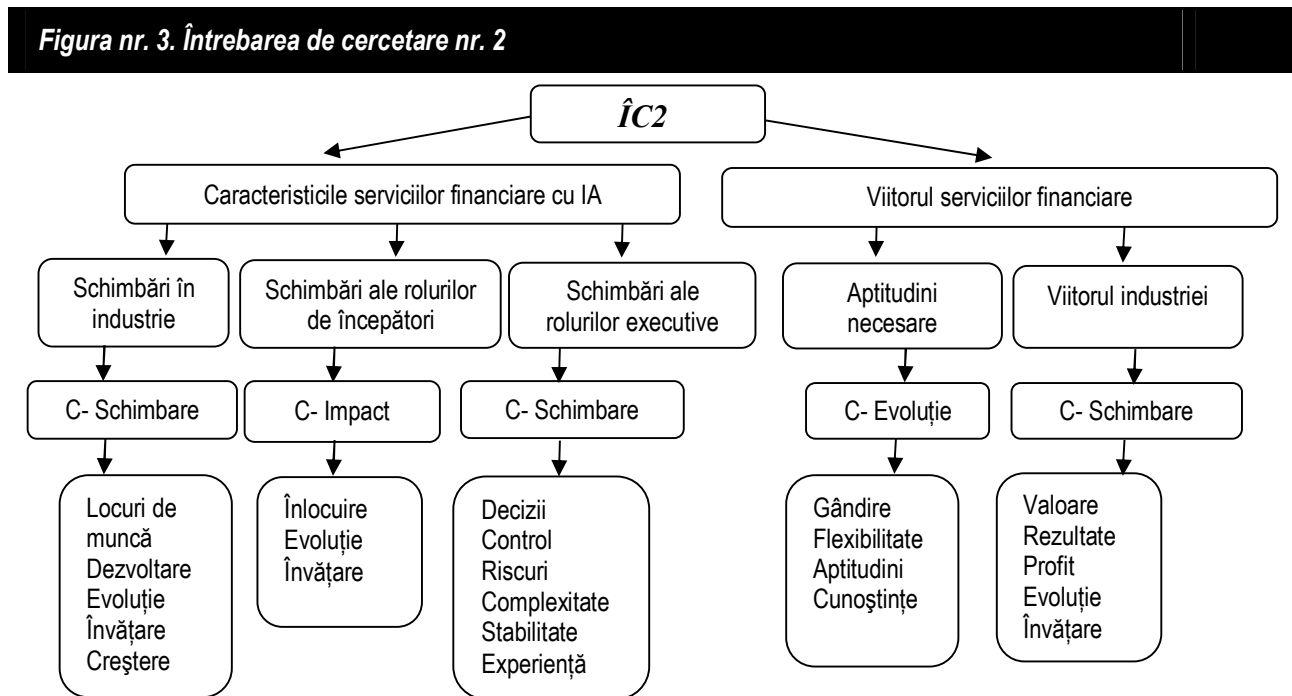 Figura nr. 3. Întrebarea de cercetare nr. 2
ÎC2
Caracteristicile serviciilor financiare cu IA
Viitorul serviciilor financiare
Schimbări în
industrie
Schimbări ale rolurilor
de începători
Schimbări ale
rolurilor executive
Aptitudini
necesare
Viitorul industriei
C- Schimbare
C- Impact
C- Schimbare
C- Evoluție
C- Schimbare
Locuri de
muncă
Dezvoltare
Evoluție
Învățare
Creştere
Înlocuire
Evoluție
Învățare
Decizii
Control
Riscuri
Complexitate
Stabilitate
Experiență
Gândire
Flexibilitate
Aptitudini
Cunoştințe
Valoare
Rezultate
Profit
Evoluție
Învățare